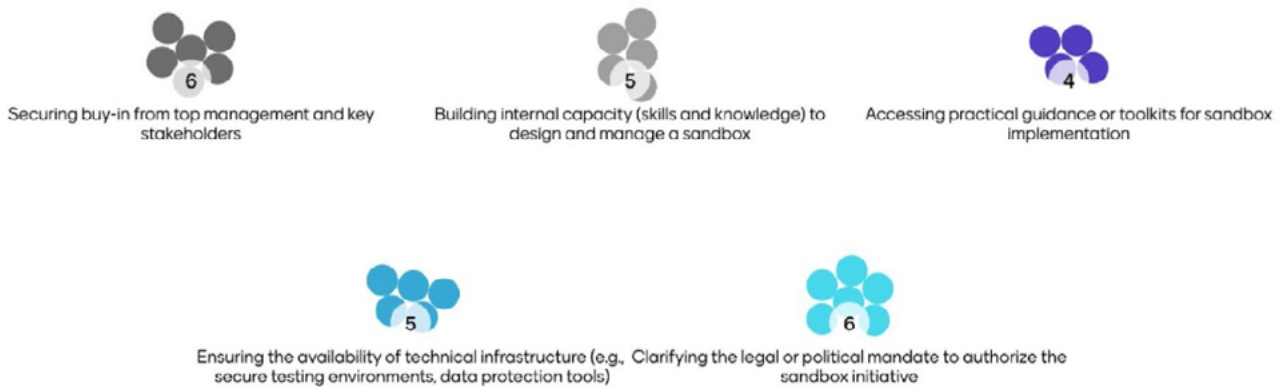 6
5
4
Securing buy-in from top management and key
stakeholders
Building internal capacity (skills and knowledge) to
design and manage a sandbox
Accessing practical guidance or toolkits for sandbox
implementation
5
6
Ensuring the availability of technical infrastructure (e.g.,
secure testing environments, data protection tools)
Clarifying the legal or political mandate to authorize the
sandbox initiative